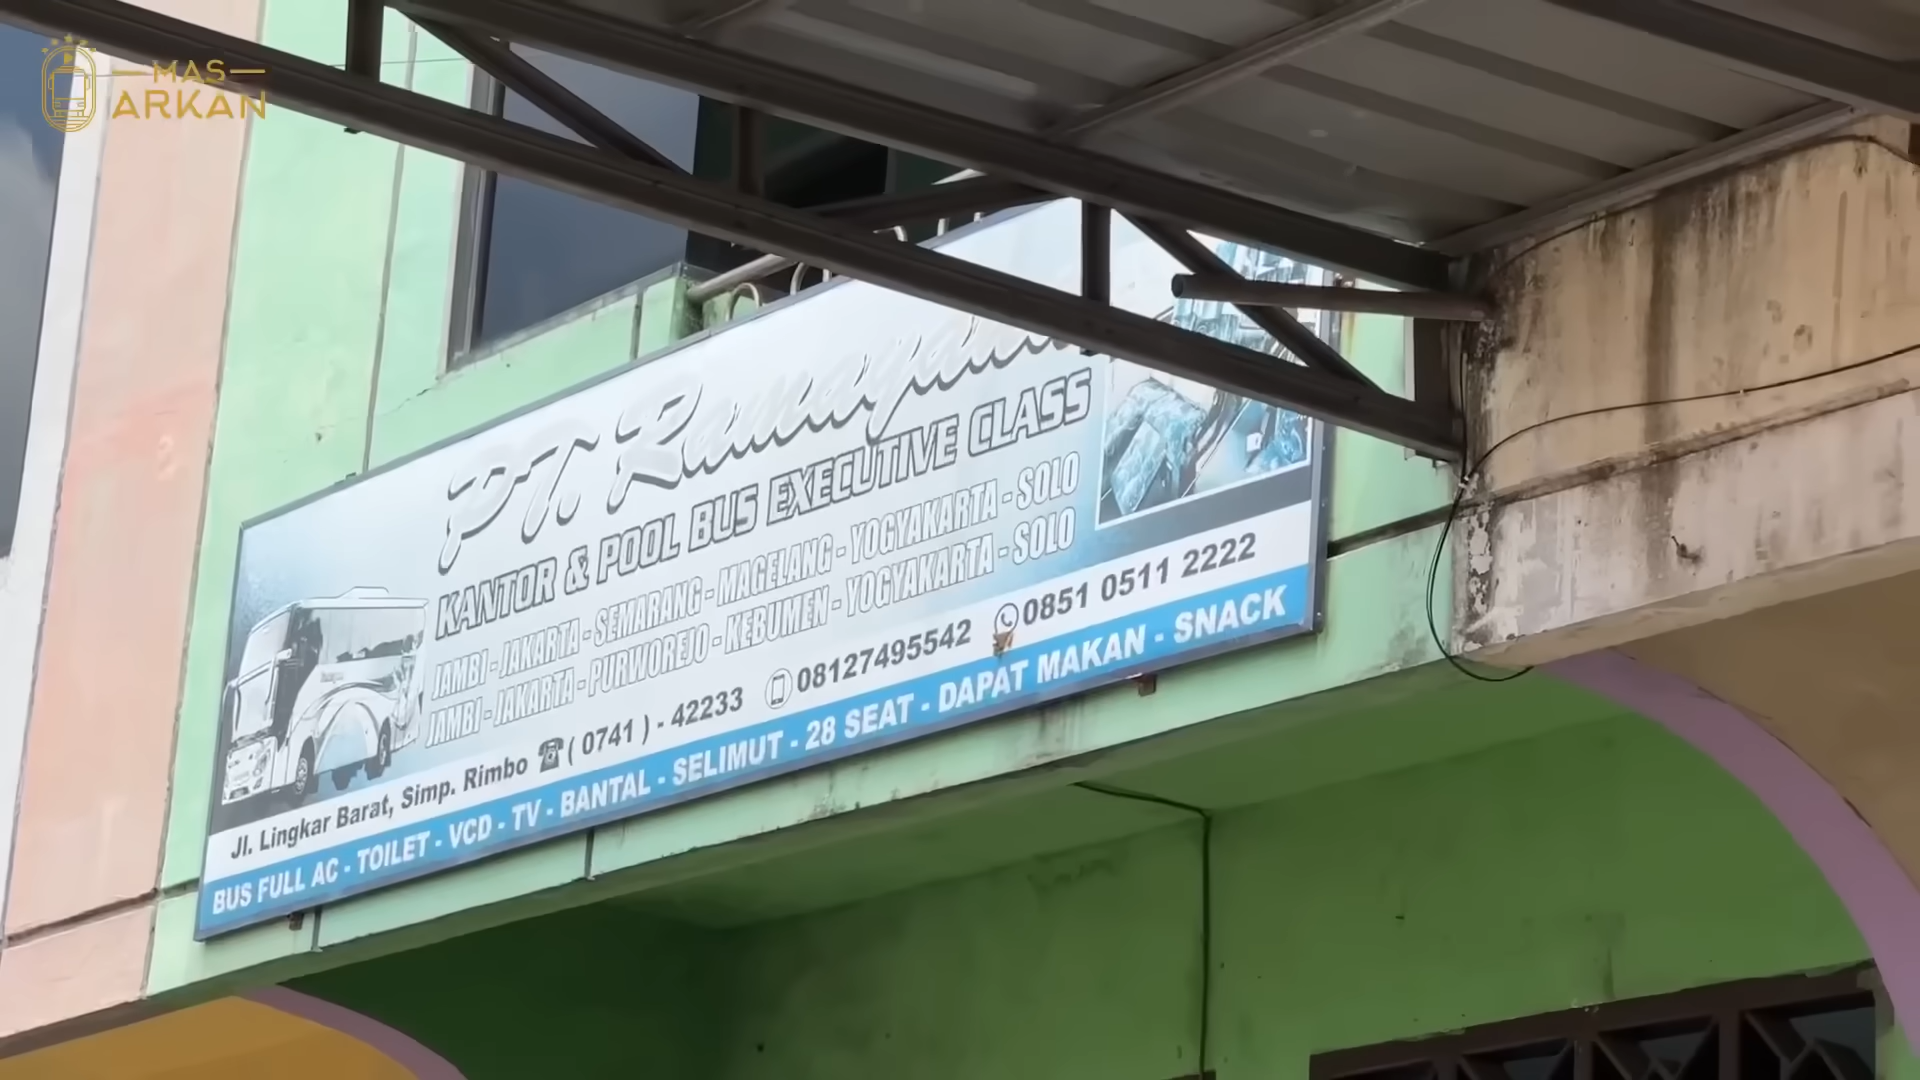 MAS
ARKAN
PT. Ramayana
KANTOR & POOL BUS EXECUTIVE CLASS
JAMBI - JAKARTA - SEMARANG - MAGELANG - YOGYAKARTA - SOLO
JAMBI - JAKARTA - PURWOREJO - KEBUMEN - YOGYAKARTA - SOLO
Jl. Lingkar Barat, Simp. Rimbo ( 0741 ) - 42233 08127495542 0851 0511 2222
BUS FULL AC - TOILET - VCD - TV - BANTAL - SELIMUT - 28 SEAT - DAPAT MAKAN - SNACK